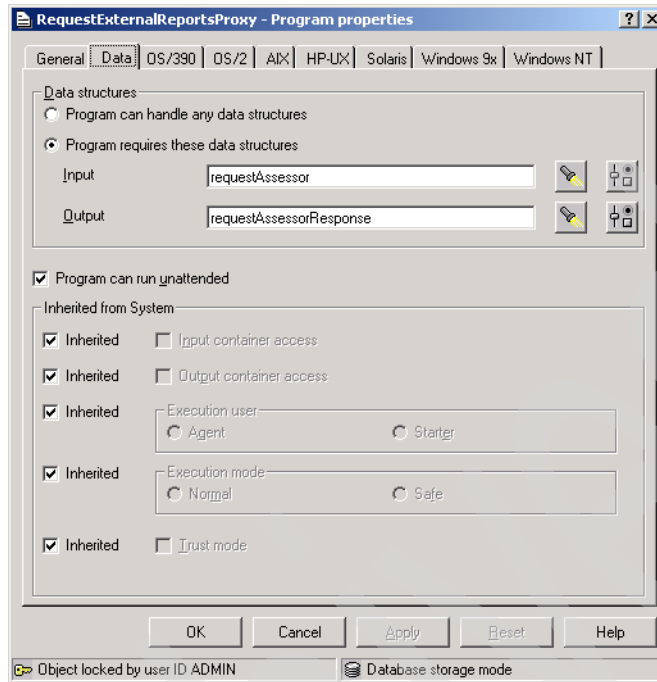 RequestExternalReportsProxy - Program properties
General Data OS/390 OS/2 AIX HP-UX Solaris Windows 9x Windows NT
Data structures
Program can handle any data structures
Program requires these data structures
Input requestAssessor
Output requestAssessorResponse
Program can run unattended
Inherited from System
Inherited Input container access
Inherited Output container access
Inherited Execution user
Agent Starter
Inherited Execution mode
Normal Safe
Inherited Trust mode
OK Cancel Apply Reset Help
Object locked by user ID ADMIN Database storage mode